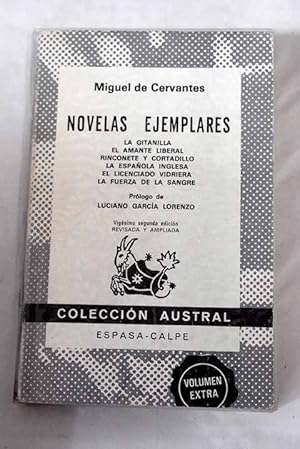 Miguel de Cervantes
NOVELAS EJEMPLARES
LA GITANILLA
EL AMANTE LIBERAL
RINCONETE Y CORTADILLO
LA ESPAÑOLA INGLESA
EL LICENCIADO VIDRIERA
LA FUERZA DE LA SANGRE
Prólogo de
LUCIANO GARCÍA LORENZO
Vigésimo segunda edición
REVISADA Y AMPLIADA
COLECCIÓN AUSTRAL
ESPASA-CALPE
VOLUMEN
EXTRA